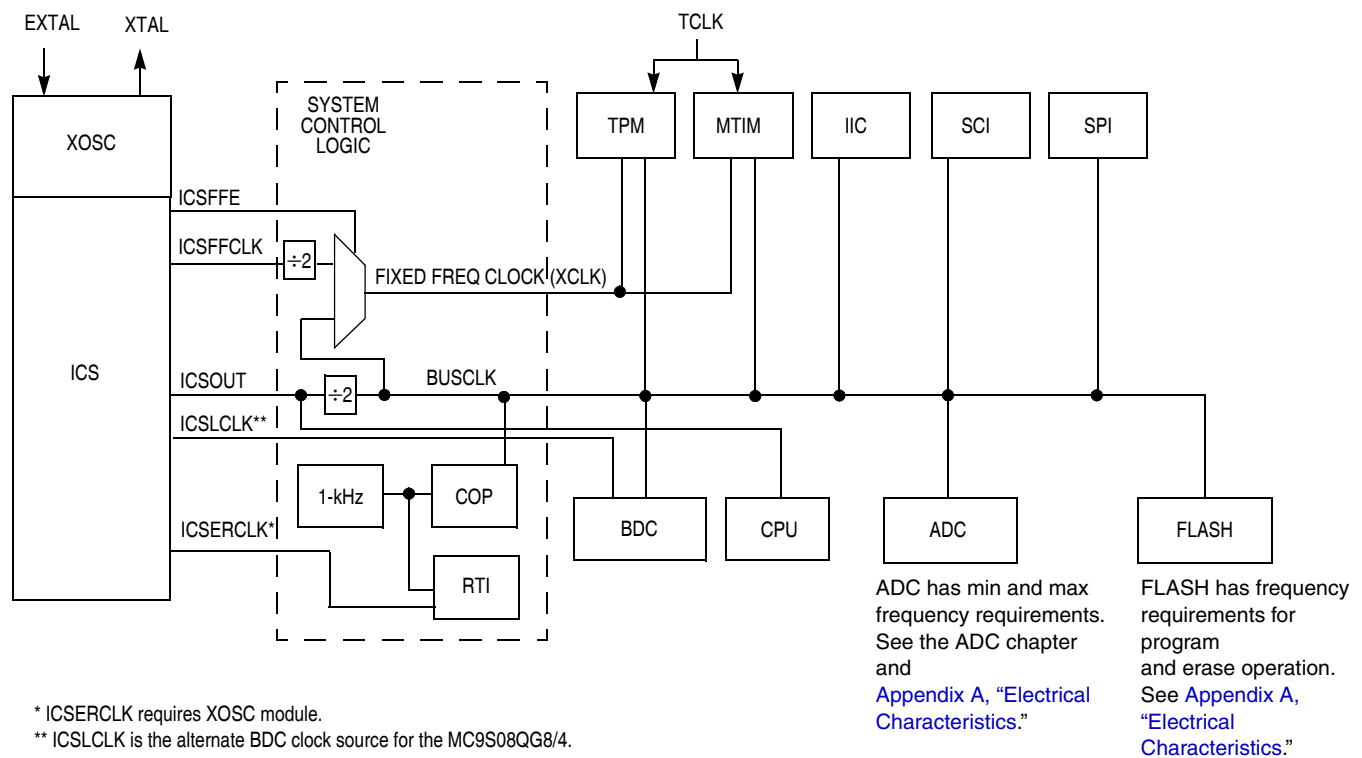 EXTAL
XTAL
TCLK
SYSTEM
CONTROL
LOGIC
XOSC
TPM
MTIM
IIC
SCI
SPI
ICSFFE
ICSFFCLK
÷2
FIXED FREQ CLOCK (XCLK)
ICS
ICSOUT
÷2
BUSCLK
ICSLCLK**
1-kHz
COP
ICSERCLK*
RTI
BDC
CPU
ADC
FLASH
ADC has min and max
frequency requirements.
See the ADC chapter
and
Appendix A, “Electrical
Characteristics.”
FLASH has frequency
requirements for
program
and erase operation.
See Appendix A,
“Electrical
Characteristics.”
* ICSERCLK requires XOSC module.
** ICSLCLK is the alternate BDC clock source for the MC9S08QG8/4.